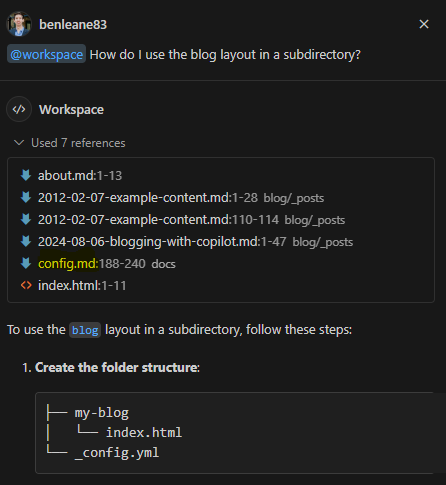 benleane83
@workspace How do I use the blog layout in a subdirectory?
Workspace
Used 7 references
about.md:1-13
2012-02-07-example-content.md:1-28 blog/_posts
2012-02-07-example-content.md:110-114 blog/_posts
2024-08-06-blogging-with-copilot.md:1-47 blog/_posts
config.md:188-240 docs
index.html:1-11
To use the blog layout in a subdirectory, follow these steps:
1. Create the folder structure:
├── my-blog
│   └── index.html
└── _config.yml